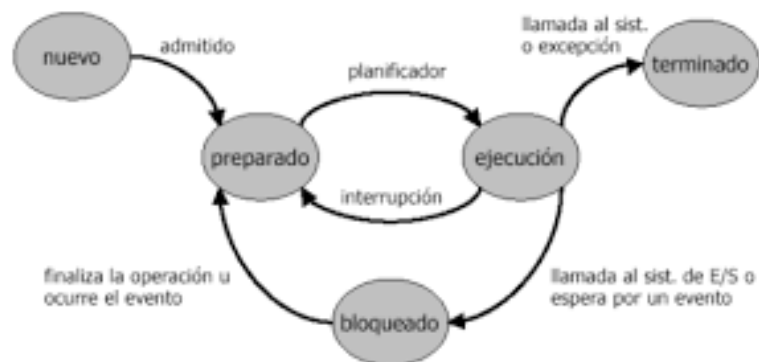 nuevo
admitido
llamada al sist.
o excepción
terminado
planificador
preparado
ejecución
interrupción
finaliza la operación u
ocurre el evento
llamada al sist. de E/S o
espera por un evento
bloqueado